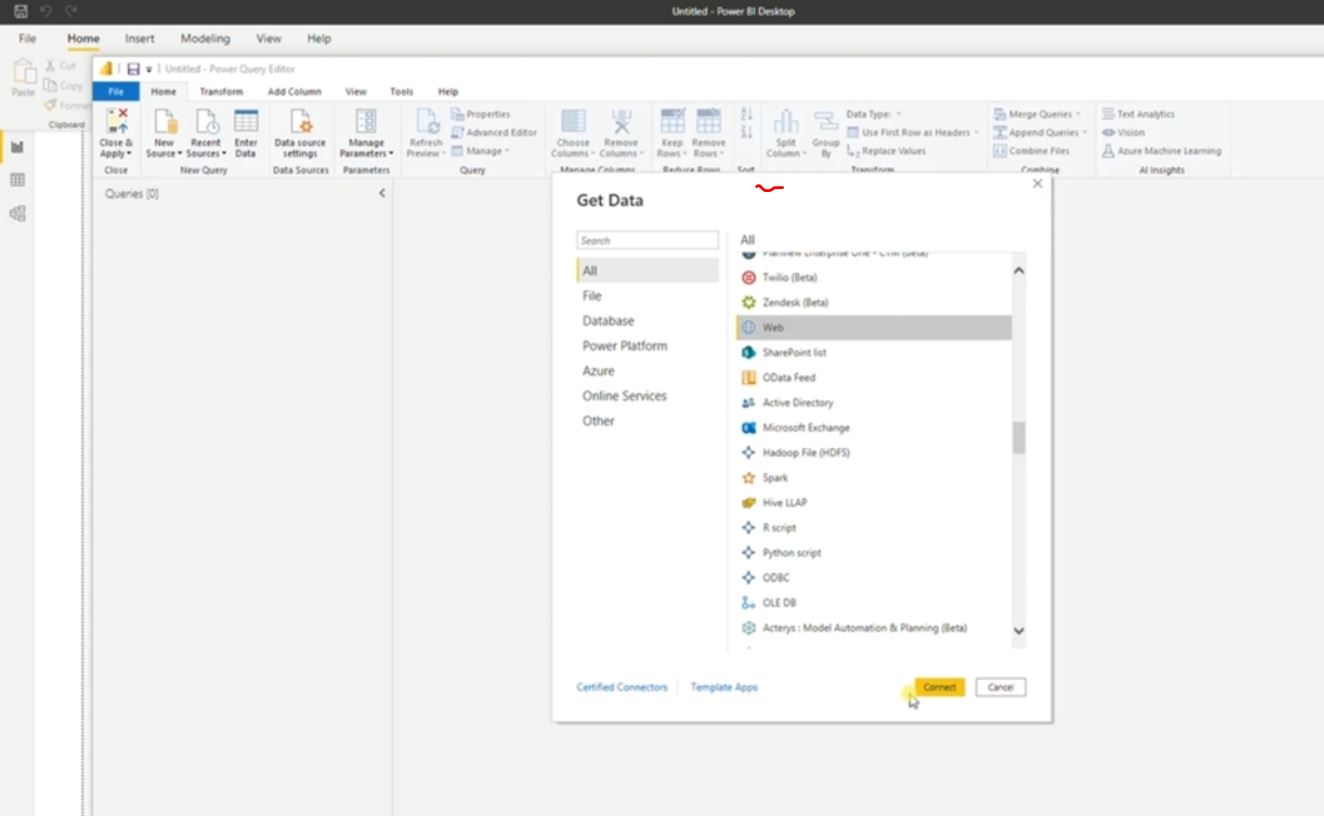 Untitled - Power BI Desktop
File Home Insert Modeling View Help
Paste
Cut
Copy
Format
Clipboard
Untitled - Power Query Editor
File Home Transform Add Column View Tools Help
Close & Apply
Close
New Source
Recent Sources
Enter Data
New Query
Data source settings
Data Sources
Manage Parameters
Parameters
Refresh Preview
Properties
Advanced Editor
Manage
Query
Choose Columns
Remove Columns
Manage Columns
Keep Rows
Remove Rows
Reduce Rows
Sort
Split Column
Group By
Data Type:
Use First Row as Headers
Replace Values
Transform
Merge Queries
Append Queries
Combine Files
Combine
Text Analytics
Vision
Azure Machine Learning
AI Insights
Queries [0]
Get Data
Search
All
File
Database
Power Platform
Azure
Online Services
Other
All
Planview Enterprise One - CTM (Beta)
Twilio (Beta)
Zendesk (Beta)
Web
SharePoint list
OData Feed
Active Directory
Microsoft Exchange
Hadoop File (HDFS)
Spark
Hive LLAP
R script
Python script
ODBC
OLE DB
Acterys : Model Automation & Planning (Beta)
Certified Connectors
Template Apps
Connect
Cancel